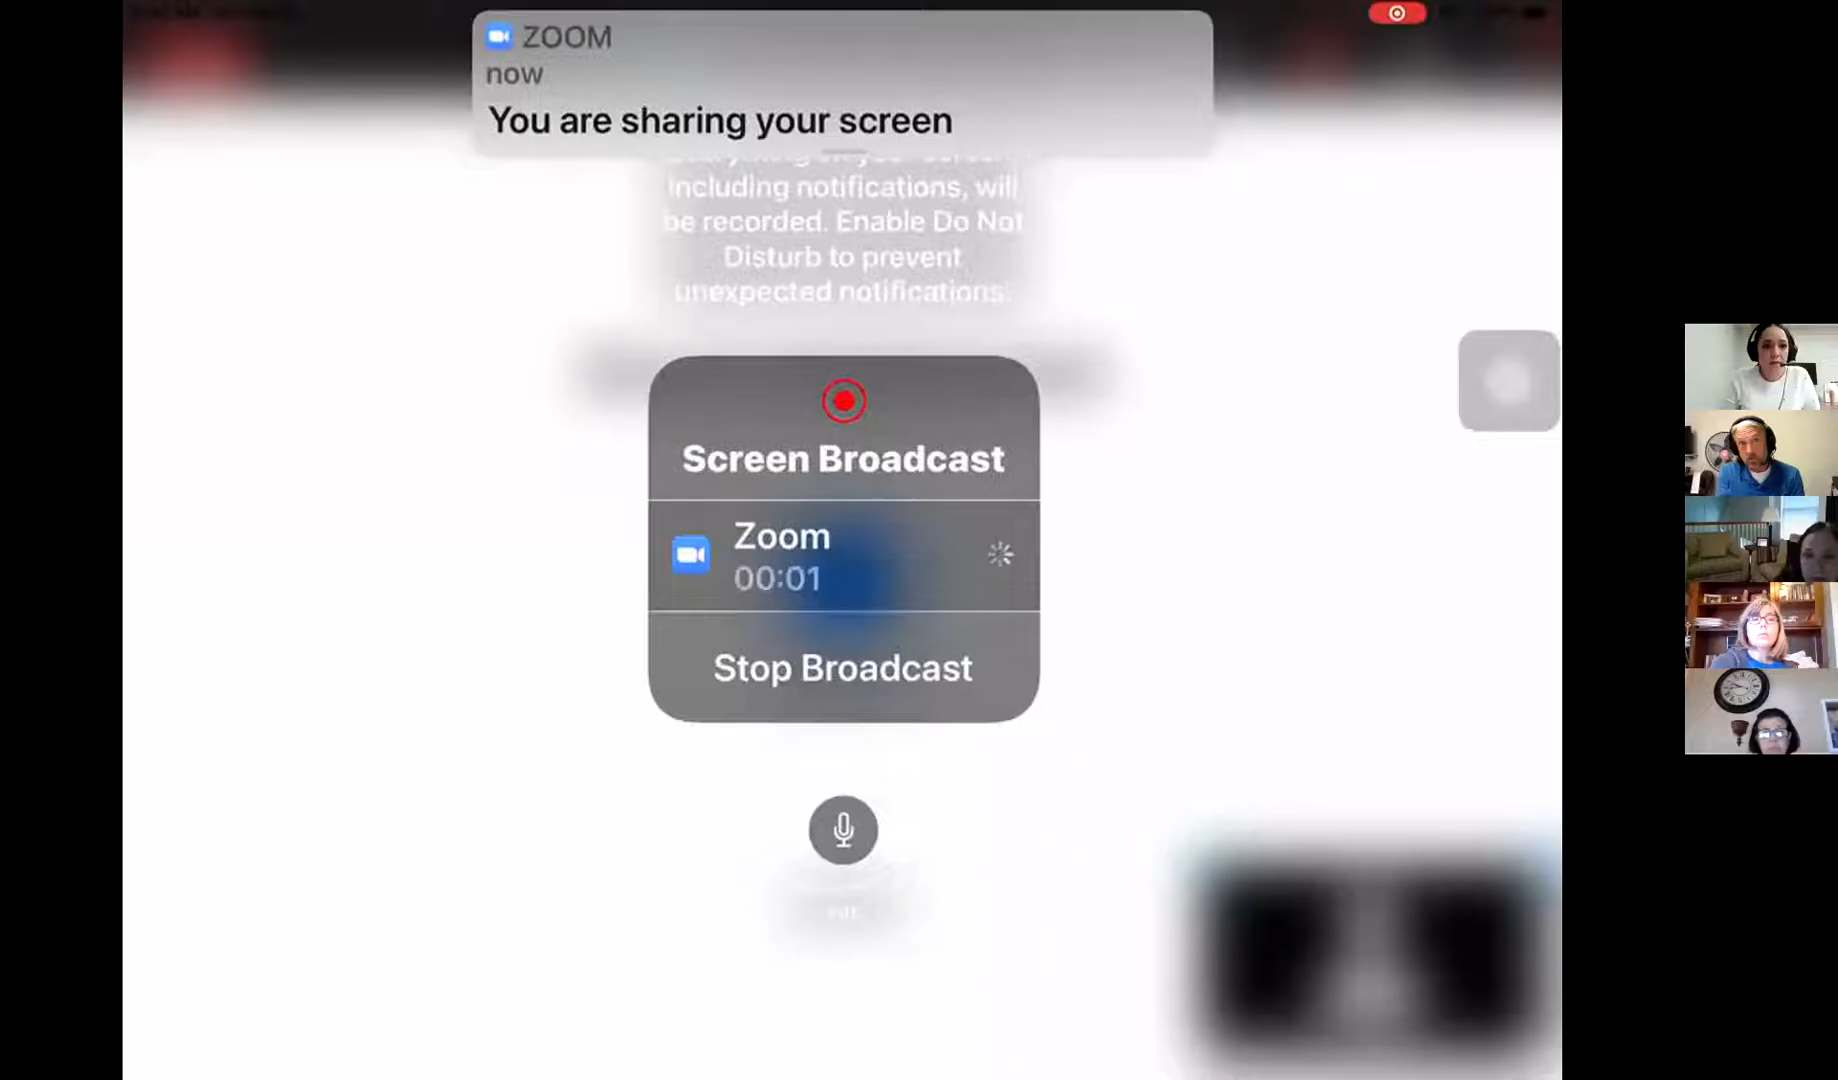 ZOOM
now
You are sharing your screen
including notifications, will
be recorded. Enable Do Not
Disturb to prevent
unexpected notifications.
Screen Broadcast
Zoom
00:01
Stop Broadcast